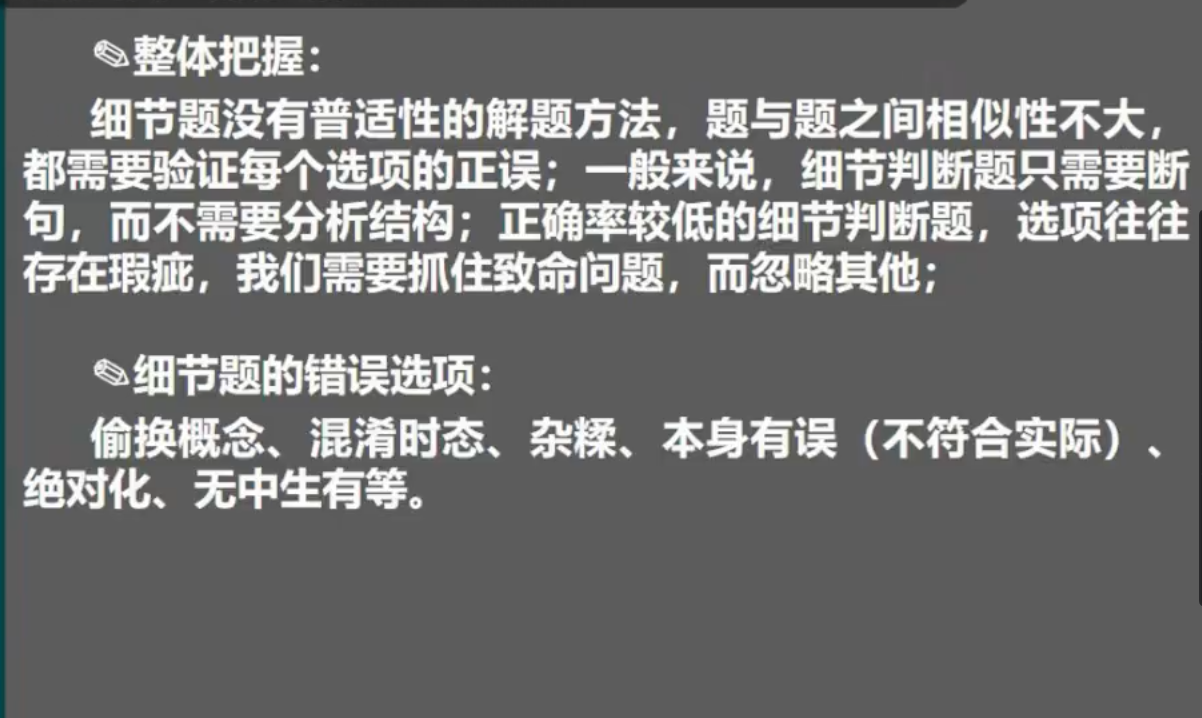 ✎整体把握：
细节题没有普适性的解题方法，题与题之间相似性不大，
都需要验证每个选项的正误；一般来说，细节判断题只需要断
句，而不需要分析结构；正确率较低的细节判断题，选项往往
存在瑕疵，我们需要抓住致命问题，而忽略其他；
✎细节题的错误选项：
偷换概念、混淆时态、杂糅、本身有误（不符合实际）、
绝对化、无中生有等。